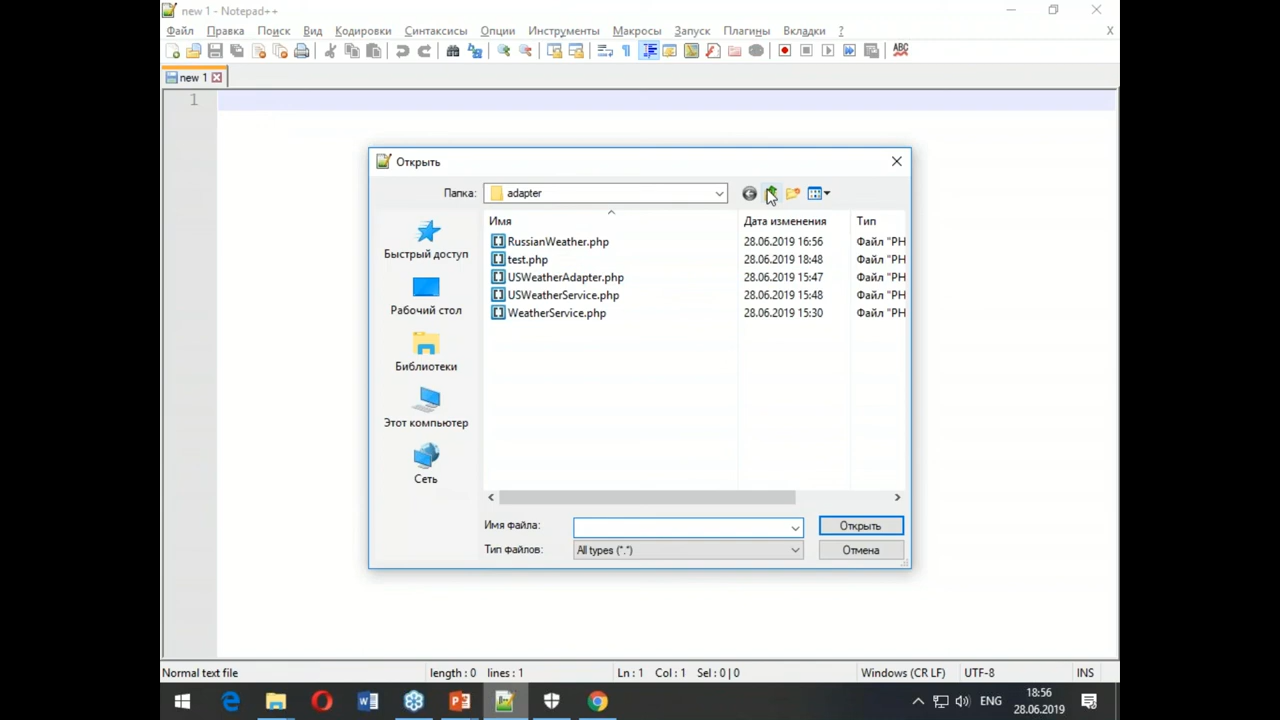 new 1 - Notepad++
Файл Правка Поиск Вид Кодировки Синтаксисы Опции Инструменты Макросы Запуск Плагины Вкладки ? X
ABC
new 1
1
Открыть
Папка: adapter
Имя Дата изменения Тип
RussianWeather.php 28.06.2019 16:56 Файл "PH
test.php 28.06.2019 18:48 Файл "PH
USWeatherAdapter.php 28.06.2019 15:47 Файл "PH
USWeatherService.php 28.06.2019 15:48 Файл "PH
WeatherService.php 28.06.2019 15:30 Файл "PH
Быстрый доступ
Рабочий стол
Библиотеки
Этот компьютер
Сеть
Имя файла: Открыть
Тип файлов: All types (*.*) Отмена
Normal text file length : 0 lines : 1 Ln : 1 Col : 1 Sel : 0 | 0 Windows (CR LF) UTF-8 INS
ENG 18:56
28.06.2019